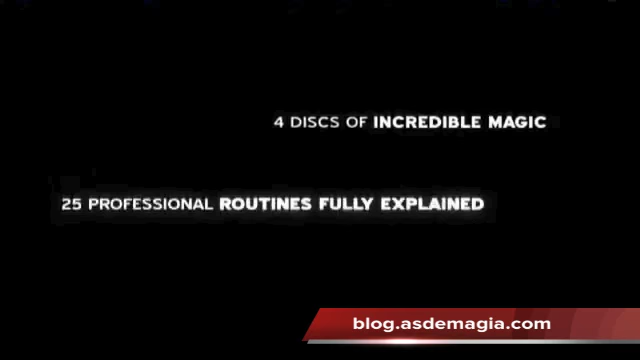 4 DISCS OF INCREDIBLE MAGIC
25 PROFESSIONAL ROUTINES FULLY EXPLAINED
blog.asdemagia.com